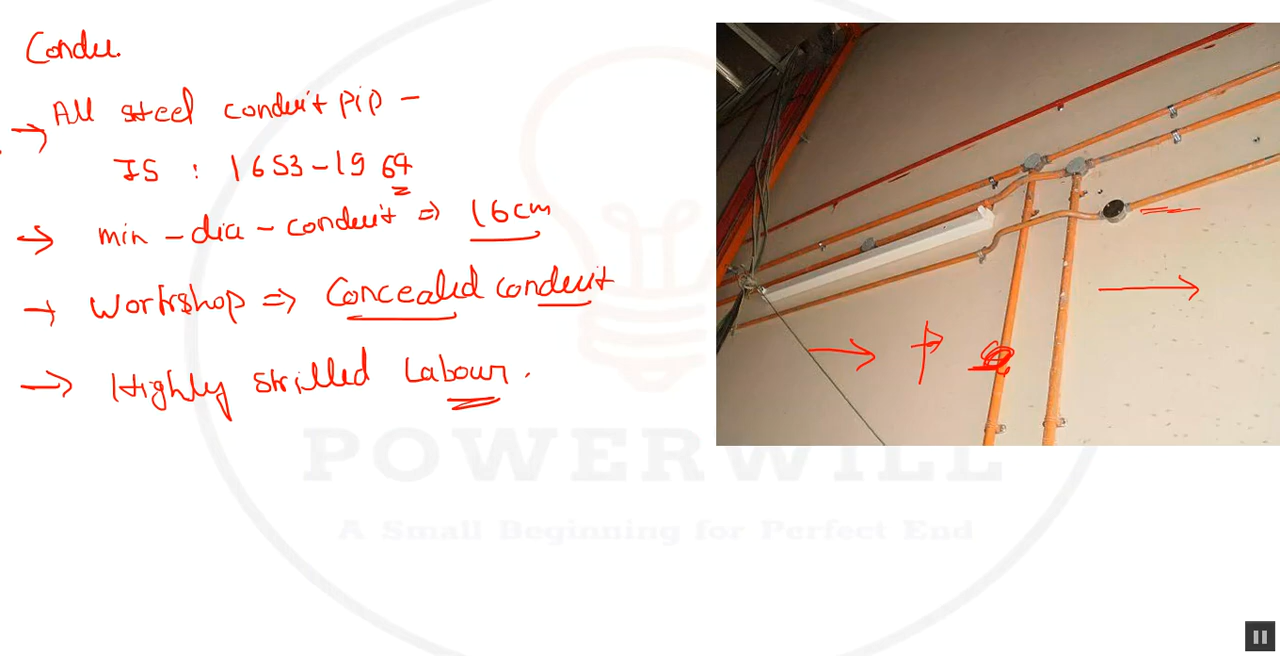 Condu.
→ All steel conduit pip -
IS : 1653-1964
→ min - dia - conduit ⇒ 16cm
→ Workshop ⇒ Concealed conduit
→ Highly skilled Labour.
POWERWILL
A Small Beginning for Perfect End